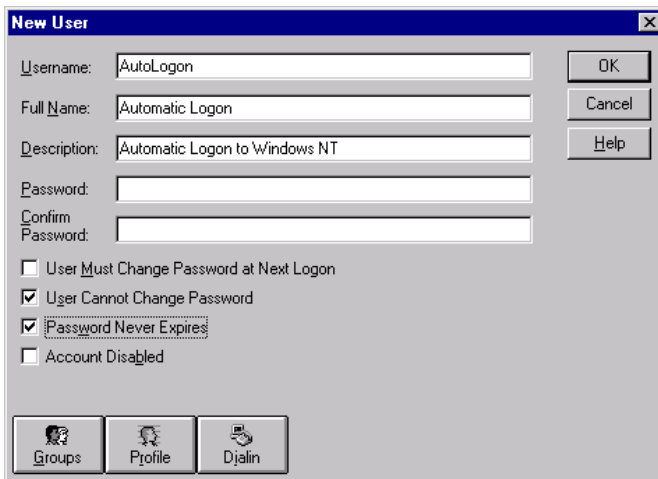 New User
Username: AutoLogon OK
Full Name: Automatic Logon Cancel
Description: Automatic Logon to Windows NT Help
Password:
Confirm
Password:
User Must Change Password at Next Logon
User Cannot Change Password
Password Never Expires
Account Disabled
Groups Profile Dialin